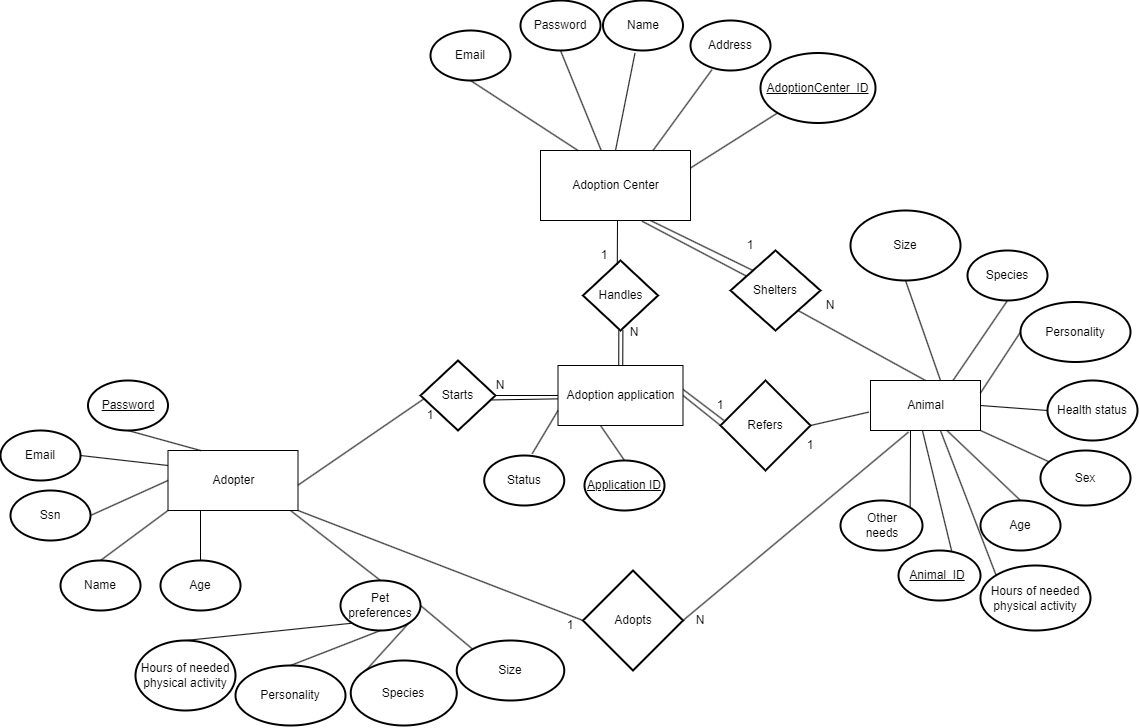 Password
Name
Email
Address
AdoptionCenter_ID
Adoption Center
1
Handles
N
1
Shelters
N
Size
Species
Personality
Health status
Sex
Age
Hours of needed
physical activity
Animal_ID
Other
needs
Animal
Adoption application
Status
Application ID
1
Refers
1
N
Starts
1
Password
Email
Ssn
Name
Age
Adopter
Pet
preferences
Hours of needed
physical activity
Personality
Species
Size
1
Adopts
N